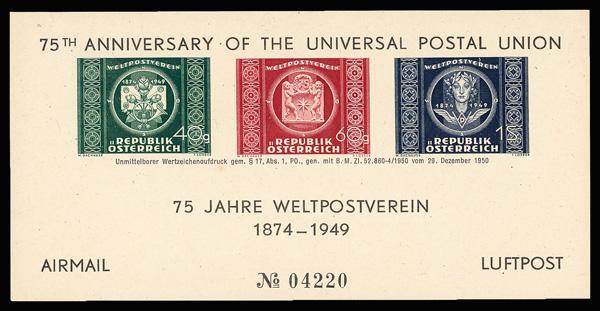 75TH ANNIVERSARY OF THE UNIVERSAL POSTAL UNION
WELTPOSTVEREIN
1874 1949
40g
REPUBLIK
ÖSTERREICH
WELTPOSTVEREIN
60g
REPUBLIK
ÖSTERREICH
WELTPOSTVEREIN
1874 1949
1S
REPUBLIK
ÖSTERREICH
Unmittelbarer Wertzeichenaufdruck gem. § 17, Abs. 1, PO., gen. mit B. M. Zl. 52.860-4/1950 vom 29. Dezember 1950
75 JAHRE WELTPOSTVEREIN
1874–1949
AIRMAIL LUFTPOST
№ 04220